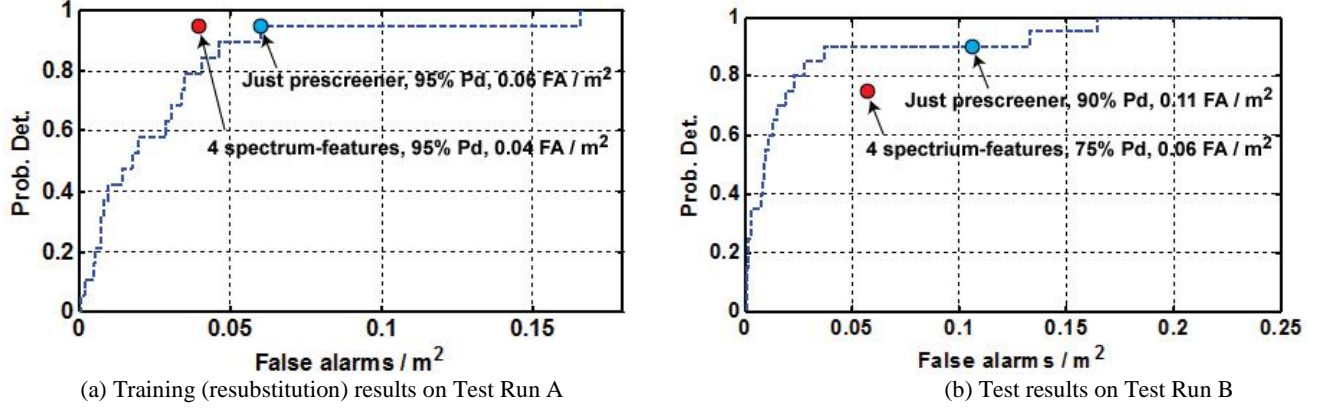 1
0.8
0.6
0.4
0.2
0
Prob. Det.
Just prescreener, 95% Pd, 0.06 FA / m²
4 spectrum-features, 95% Pd, 0.04 FA / m²
0 0.05 0.1 0.15
False alarms / m²
(a) Training (resubstitution) results on Test Run A
1
0.8
0.6
0.4
0.2
0
Prob. Det.
Just prescreener, 90% Pd, 0.11 FA / m²
4 spectrium-features, 75% Pd, 0.06 FA / m²
0 0.05 0.1 0.15 0.2 0.25
False alarms / m²
(b) Test results on Test Run B